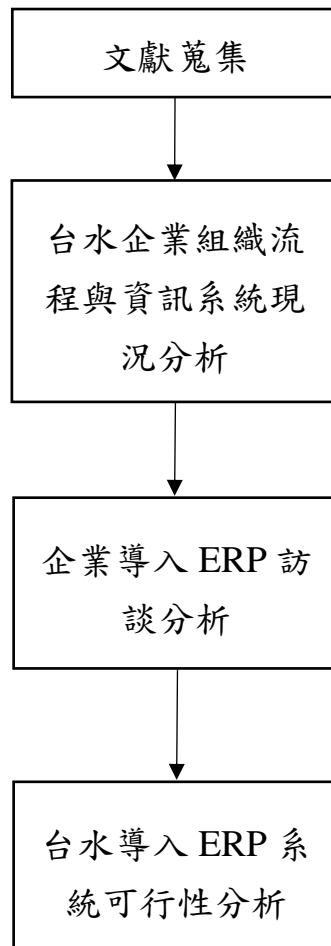 文獻蒐集
台水企業組織流
程與資訊系統現
況分析
企業導入 ERP 訪
談分析
台水導入 ERP 系
統可行性分析